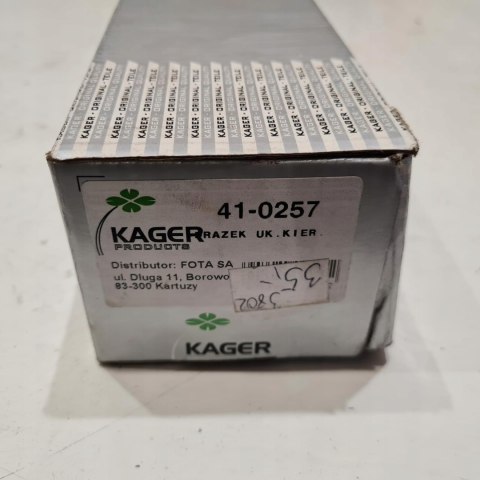 KAGER - ORIGINAL - TEILE
41-0257
KAGER
PRODUCTS
RAZEK UK.KIER.
Distributor: FOTA SA
ul. Dluga 11, Borowo
83-300 Kartuzy
35,-
3802
KAGER